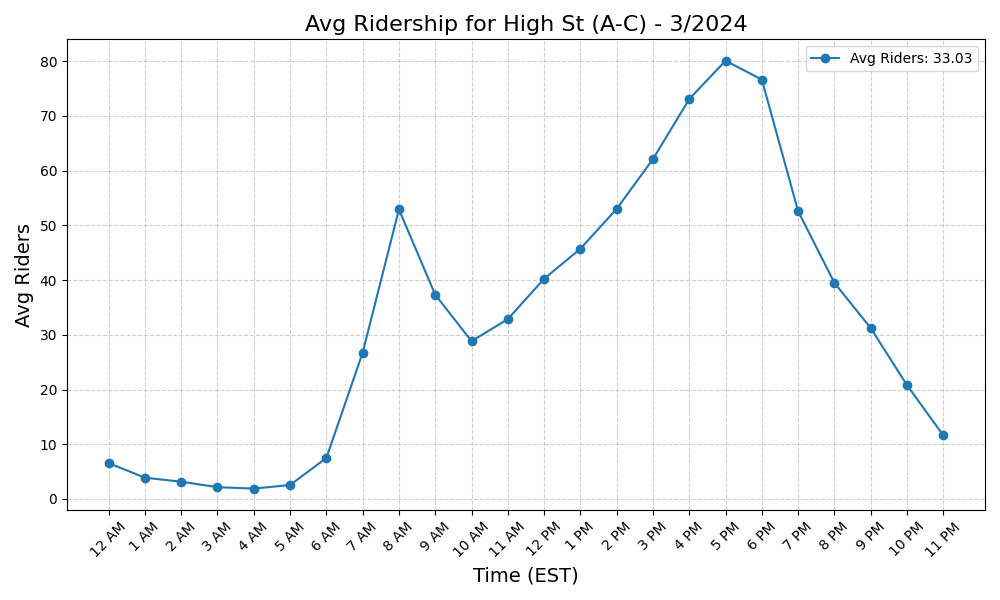 Avg Ridership for High St (A-C) - 3/2024
Avg Riders: 33.03
Avg Riders
80
70
60
50
40
30
20
10
0
12 AM
1 AM
2 AM
3 AM
4 AM
5 AM
6 AM
7 AM
8 AM
9 AM
10 AM
11 AM
12 PM
1 PM
2 PM
3 PM
4 PM
5 PM
6 PM
7 PM
8 PM
9 PM
10 PM
11 PM
Time (EST)